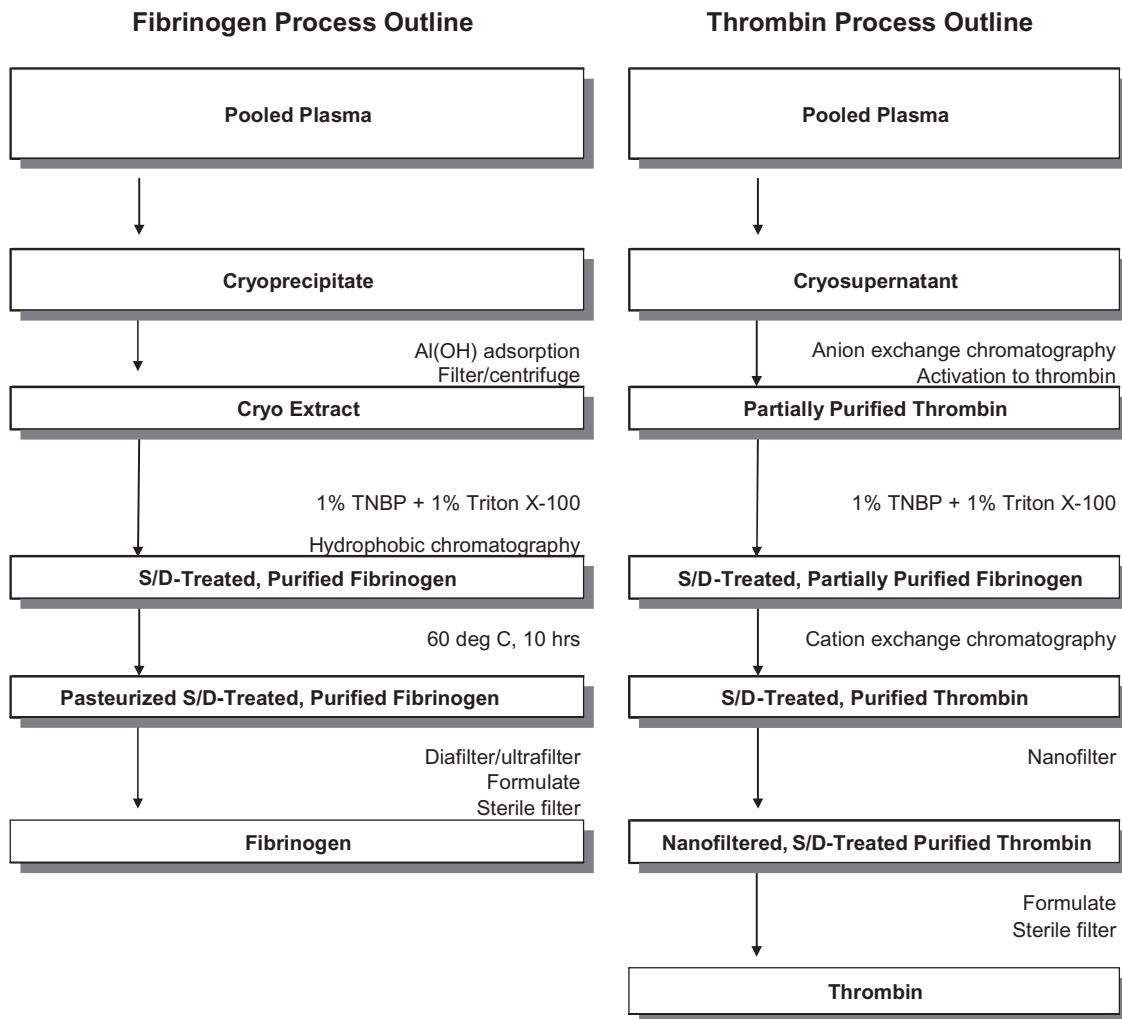 Fibrinogen Process Outline
Pooled Plasma
Cryoprecipitate
Al(OH) adsorption
Filter/centrifuge
Cryo Extract
1% TNBP + 1% Triton X-100
Hydrophobic chromatography
S/D-Treated, Purified Fibrinogen
60 deg C, 10 hrs
Pasteurized S/D-Treated, Purified Fibrinogen
Diafilter/ultrafilter
Formulate
Sterile filter
Fibrinogen
Thrombin Process Outline
Pooled Plasma
Cryosupernatant
Anion exchange chromatography
Activation to thrombin
Partially Purified Thrombin
1% TNBP + 1% Triton X-100
S/D-Treated, Partially Purified Fibrinogen
Cation exchange chromatography
S/D-Treated, Purified Thrombin
Nanofilter
Nanofiltered, S/D-Treated Purified Thrombin
Formulate
Sterile filter
Thrombin